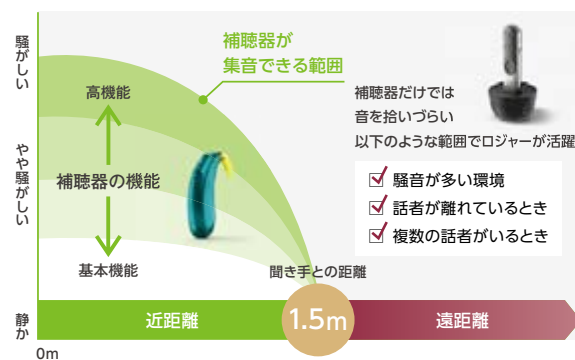 騒がしい
やや騒がしい
静か
補聴器が
集音できる範囲
高機能
補聴器の機能
基本機能
補聴器だけでは
音を拾いづらい
以下のような範囲でロジャーが活躍
騒音が多い環境
話者が離れているとき
複数の話者がいるとき
聞き手との距離
近距離
1.5m
遠距離
0m